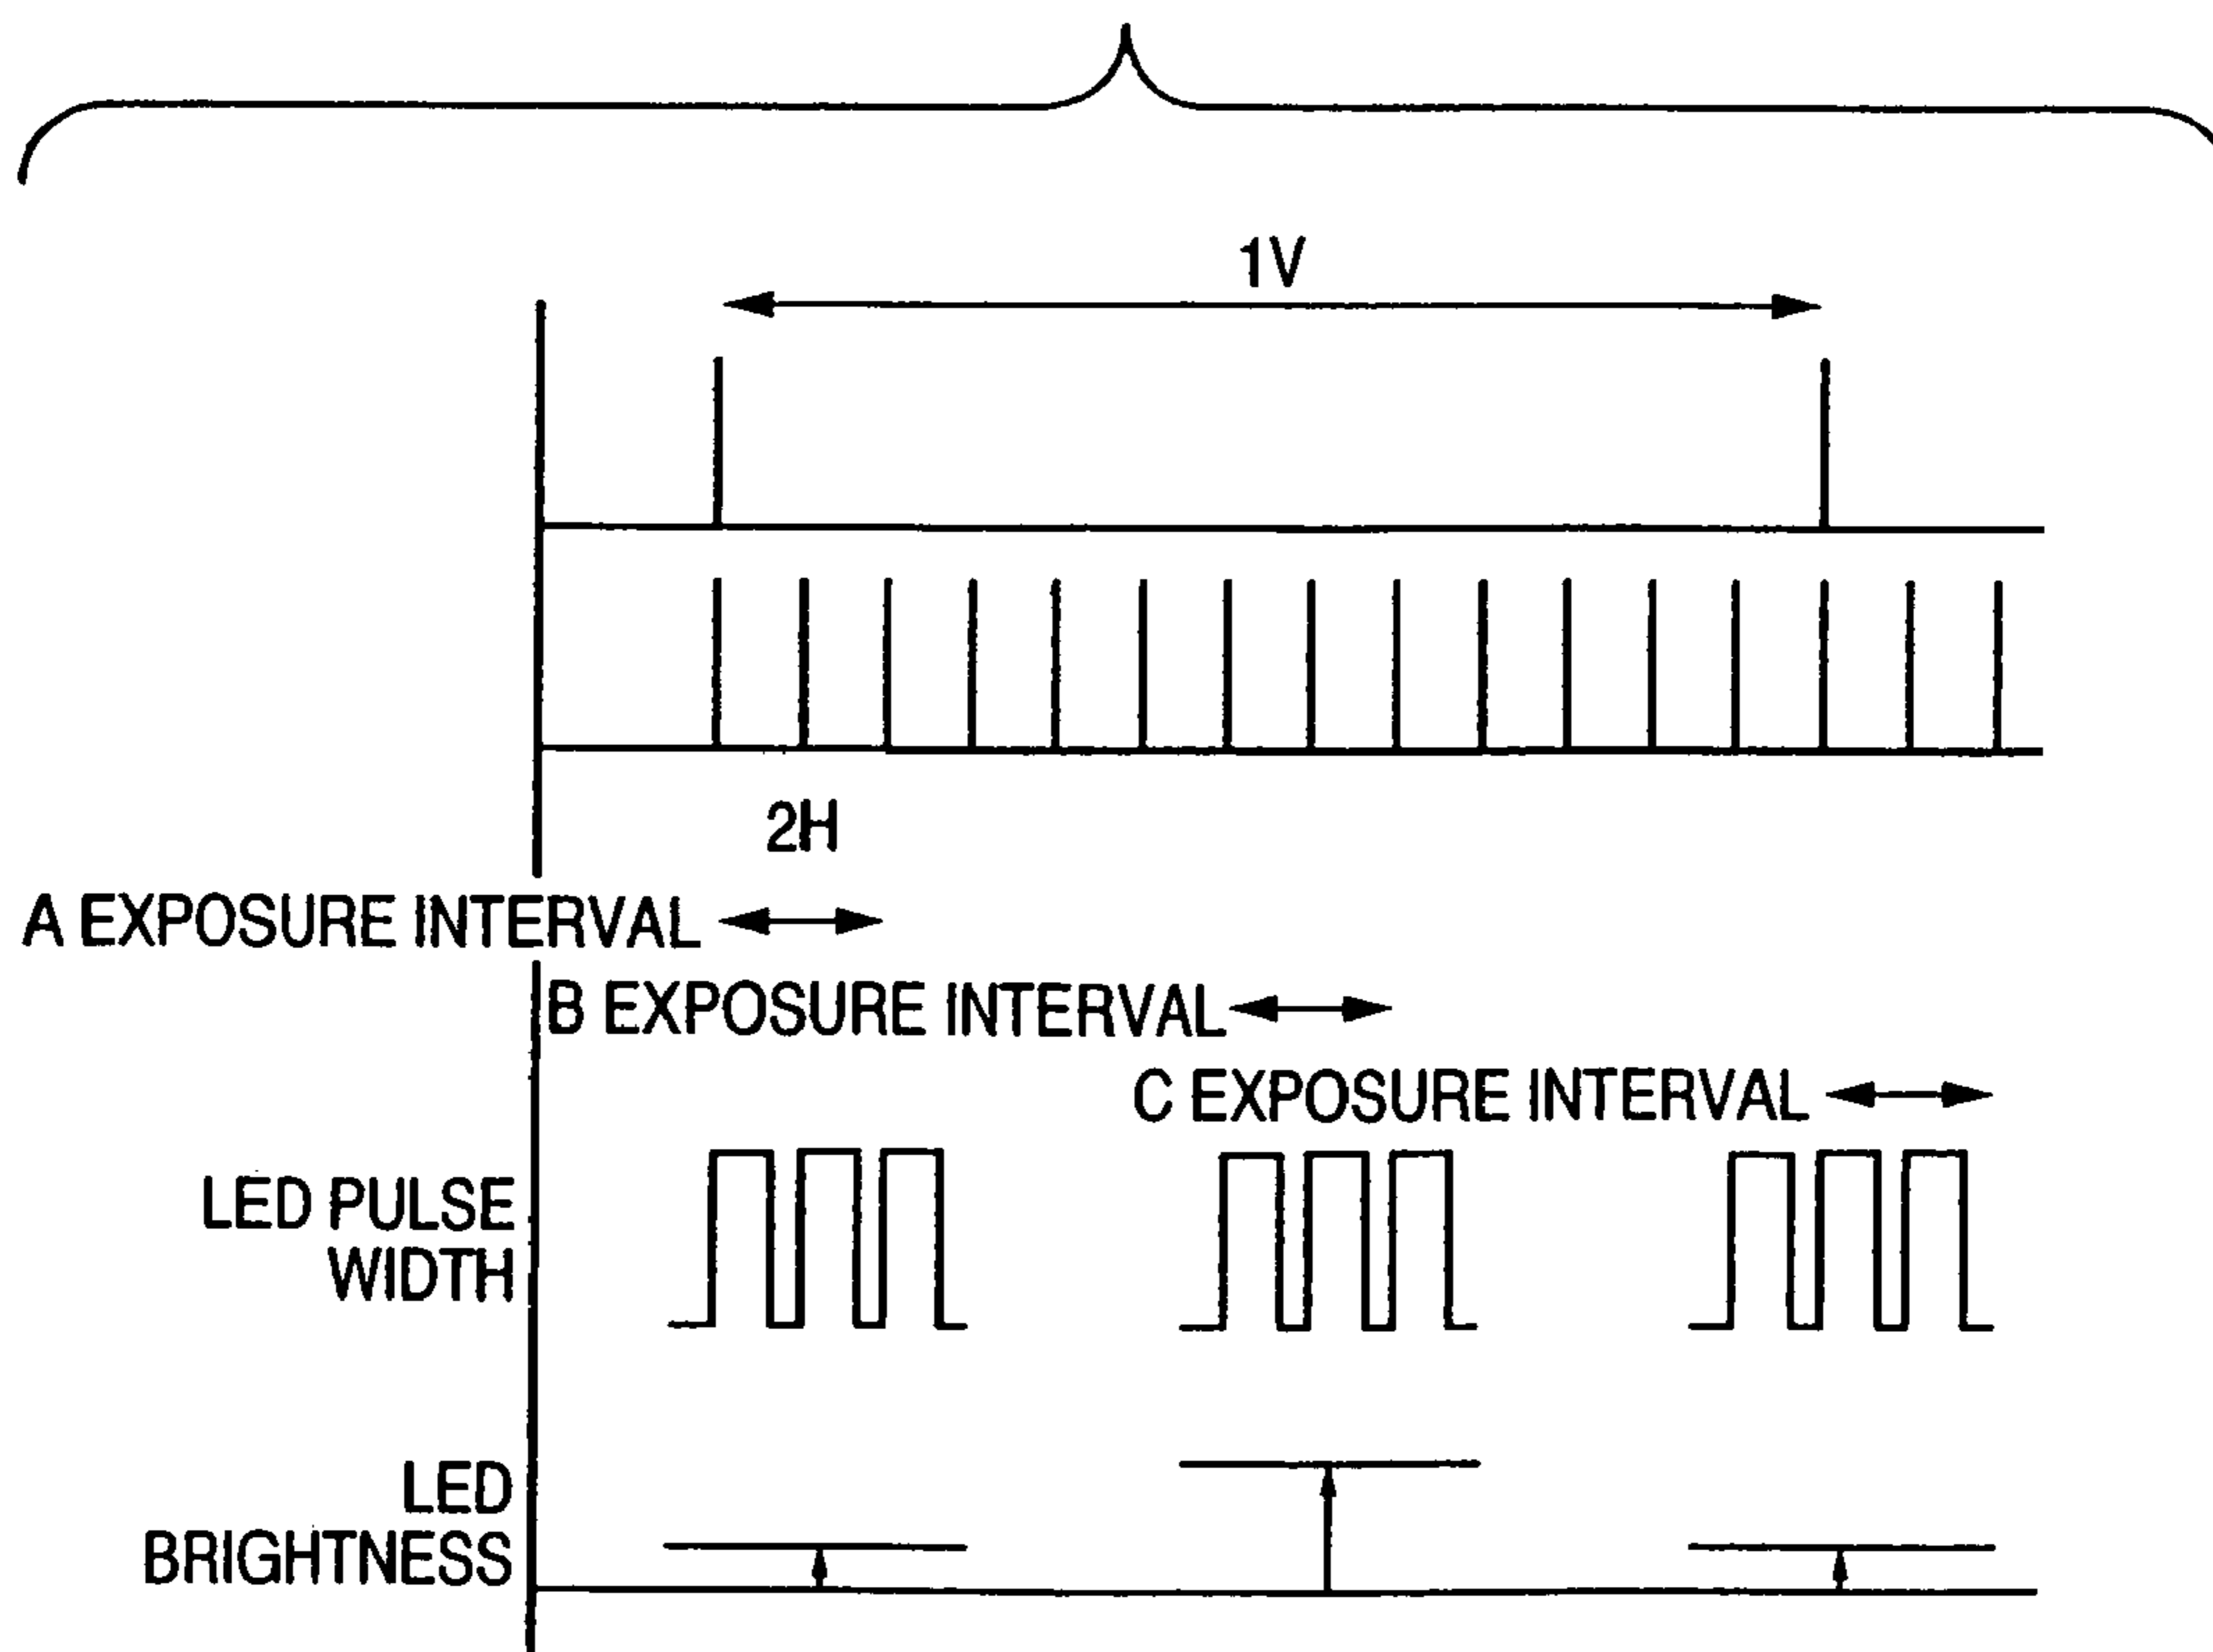 1V
2H
A EXPOSURE INTERVAL
B EXPOSURE INTERVAL
C EXPOSURE INTERVAL
LED PULSE
WIDTH
LED
BRIGHTNESS